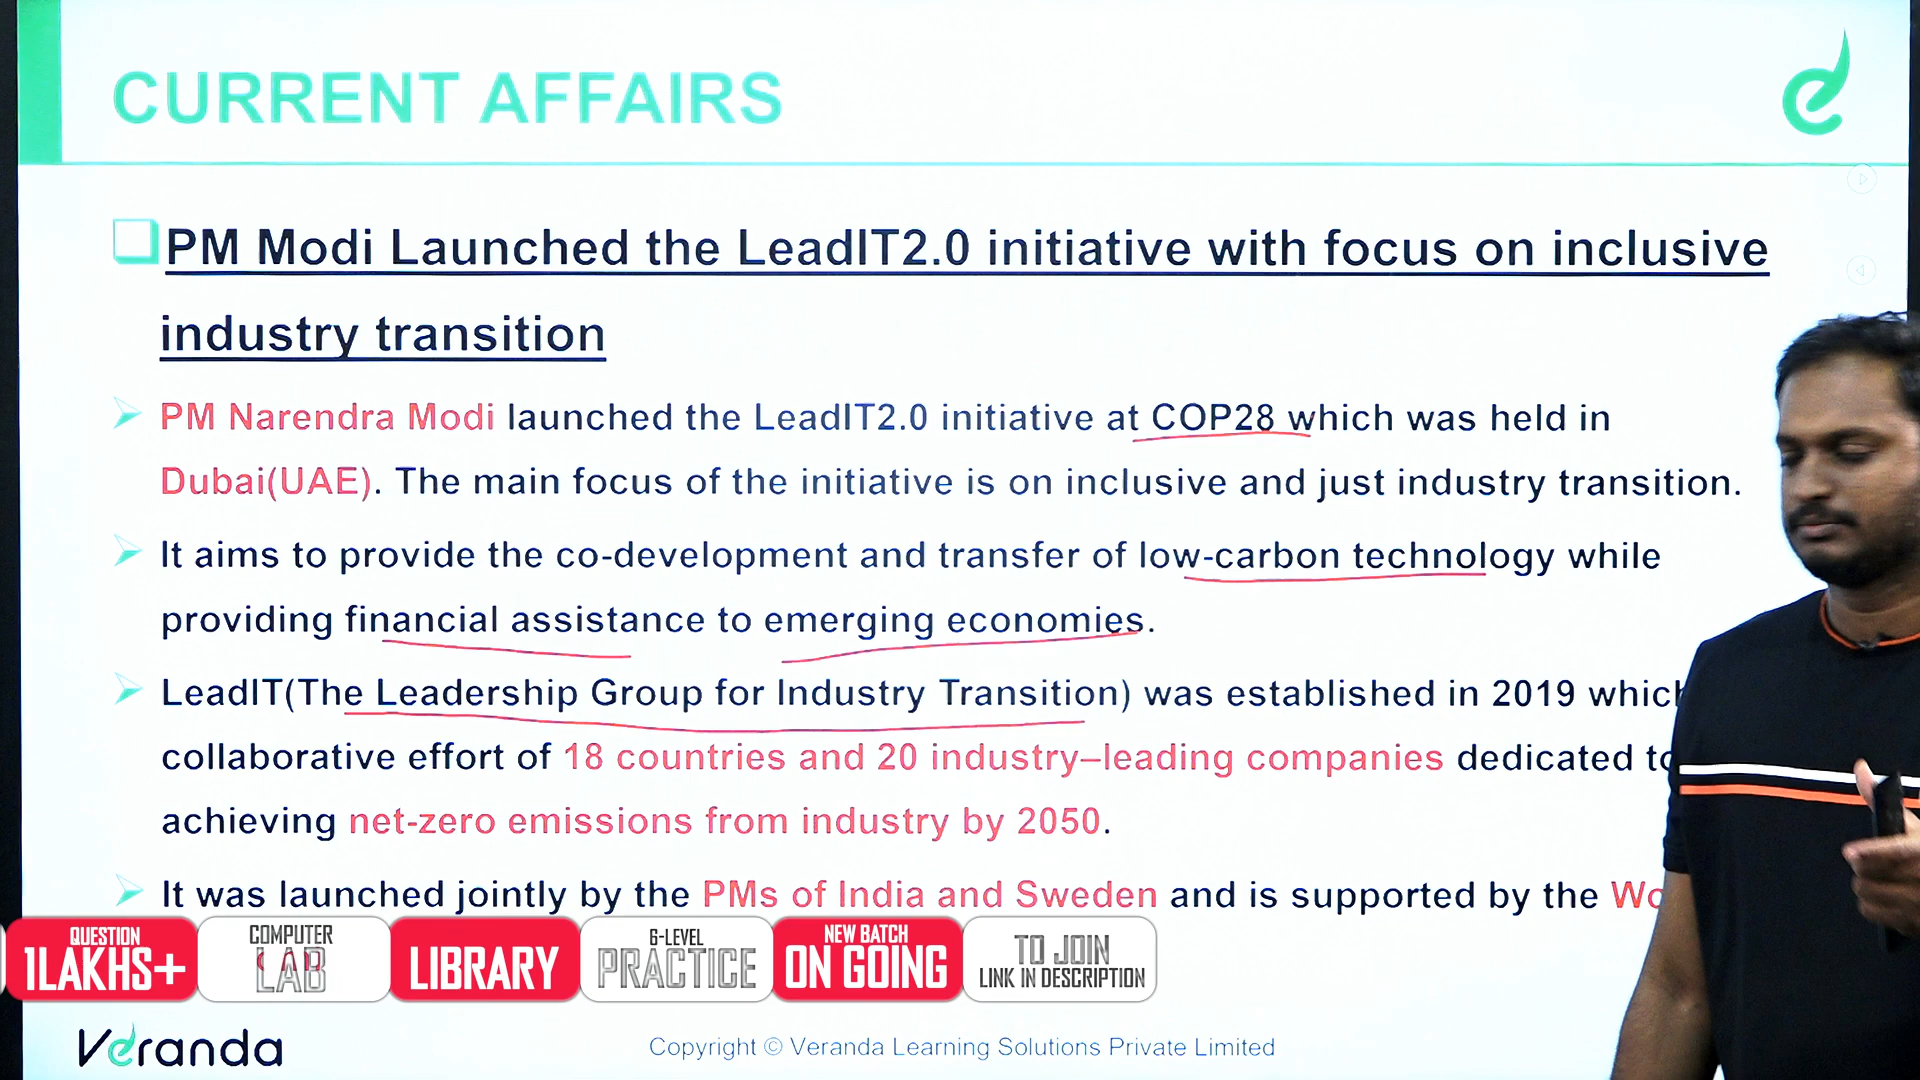 CURRENT AFFAIRS
PM Modi Launched the LeadIT2.0 initiative with focus on inclusive
industry transition
PM Narendra Modi launched the LeadIT2.0 initiative at COP28 which was held in
Dubai(UAE). The main focus of the initiative is on inclusive and just industry transition.
It aims to provide the co-development and transfer of low-carbon technology while
providing financial assistance to emerging economies.
LeadIT(The Leadership Group for Industry Transition) was established in 2019
collaborative effort of 18 countries and 20 industry–leading companies dedicated
achieving net-zero emissions from industry by 2050.
It was launched jointly by the PMs of India and Sweden and is supported by the
QUESTION
1LAKHS+
COMPUTER
LAB
LIBRARY
6-LEVEL
PRACTICE
NEW BATCH
ON GOING
TO JOIN
LINK IN DESCRIPTION
Veranda
Copyright © Veranda Learning Solutions Private Limited